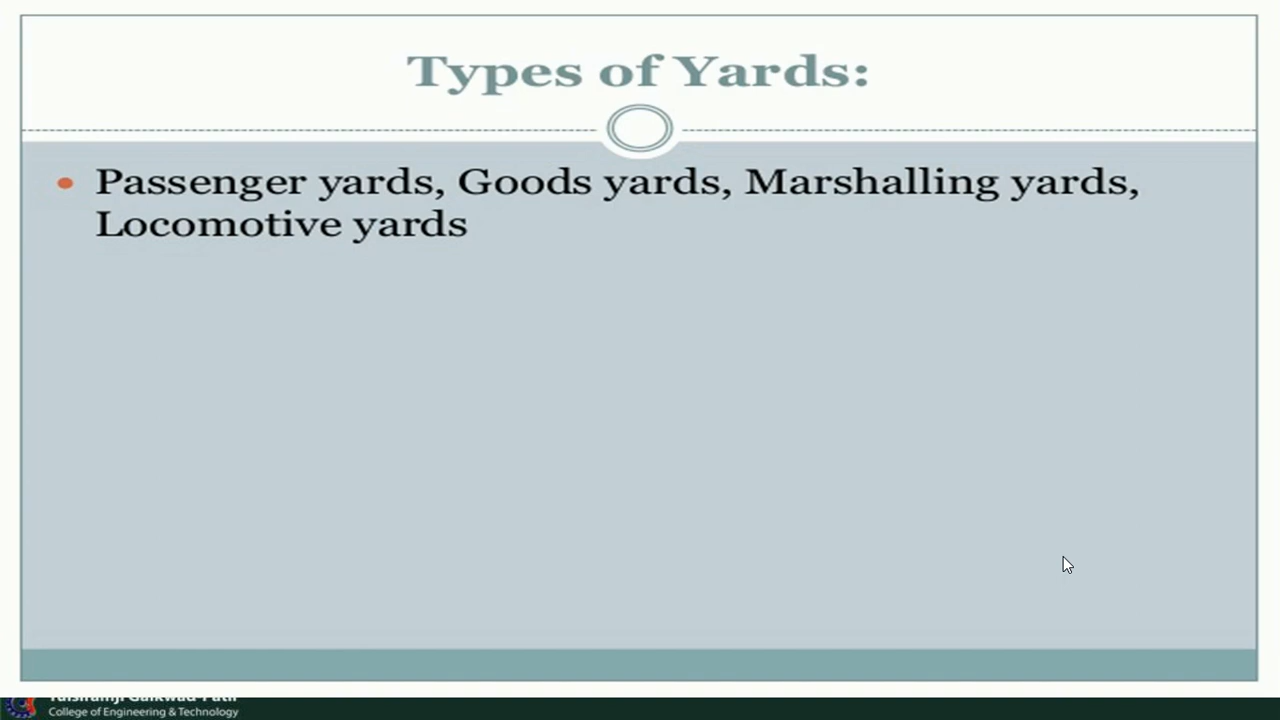 Types of Yards:
Passenger yards, Goods yards, Marshalling yards,
Locomotive yards
College of Engineering & Technology